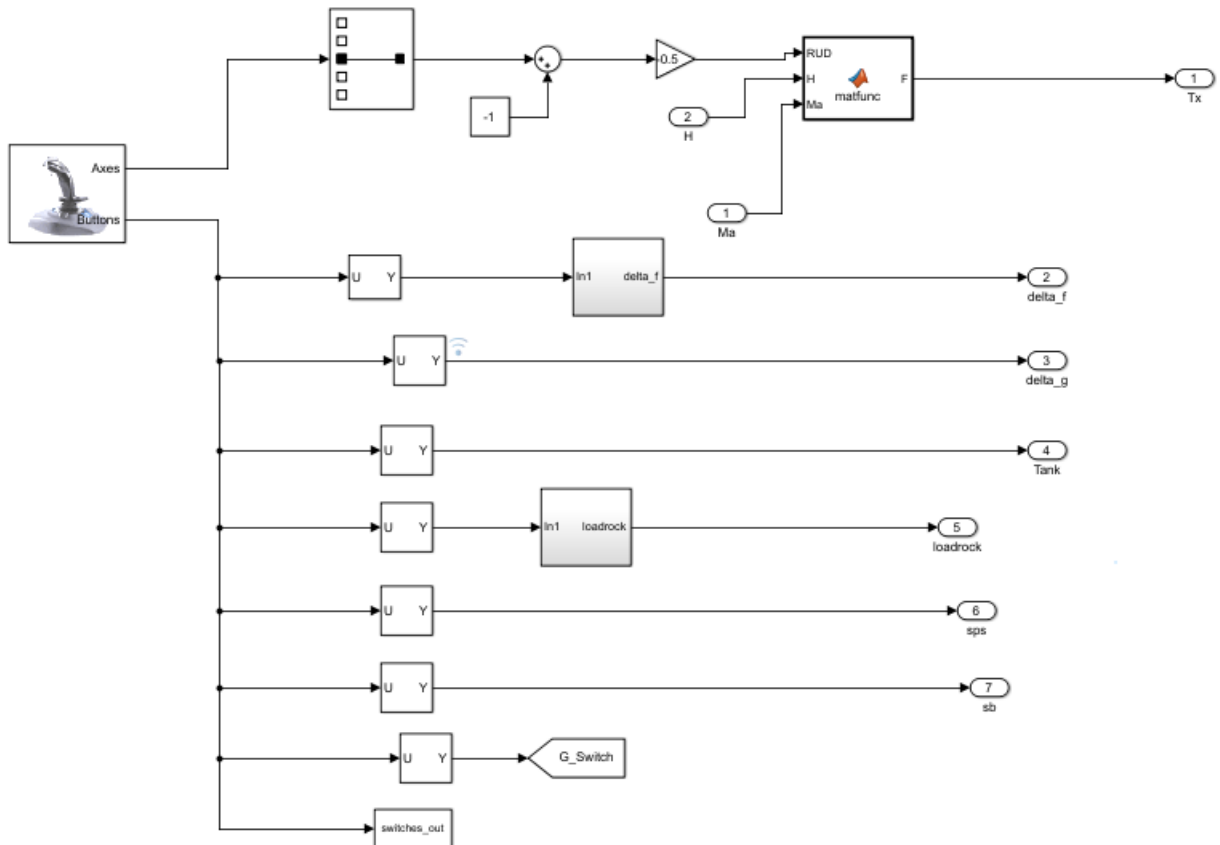 RUD
-0.5
H
F
matfunc
1
Tx
-1
2
H
Ma
Axes
Buttons
1
Ma
U Y
In1 delta_f
2
delta_f
U Y
3
delta_g
U Y
4
Tank
U Y
In1 loadrock
5
loadrock
U Y
6
sps
U Y
7
sb
U Y
G_Switch
switches_out